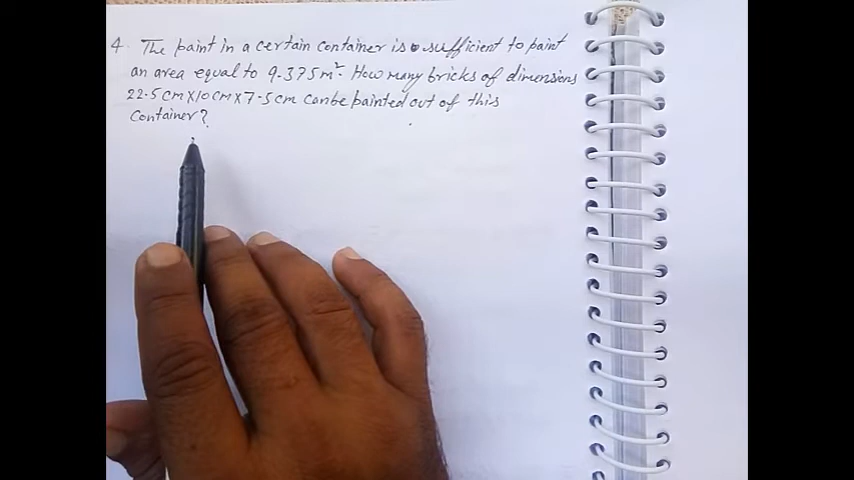 4. The paint in a certain container is sufficient to paint
an area equal to 9.375m². How many bricks of dimensions
22.5cm×10cm×7.5cm can be painted out of this
Container?